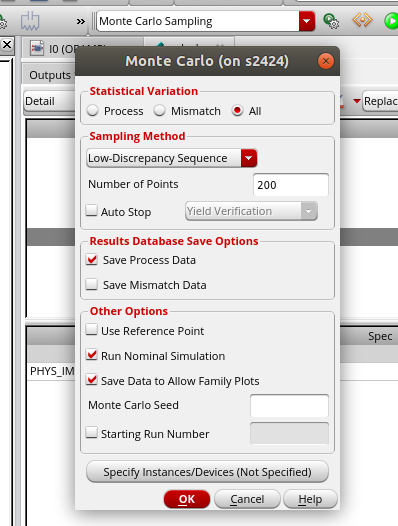 » Monte Carlo Sampling
I0 (OP
Monte Carlo (on s2424)
Outputs
Statistical Variation
Detail
Process Mismatch All
Replac
Sampling Method
Low-Discrepancy Sequence
Number of Points 200
Auto Stop Yield Verification
Results Database Save Options
Save Process Data
Save Mismatch Data
Other Options
Use Reference Point
Spec
Run Nominal Simulation
PHYS_IM
Save Data to Allow Family Plots
Monte Carlo Seed
Starting Run Number
Specify Instances/Devices (Not Specified)
OK Cancel Help